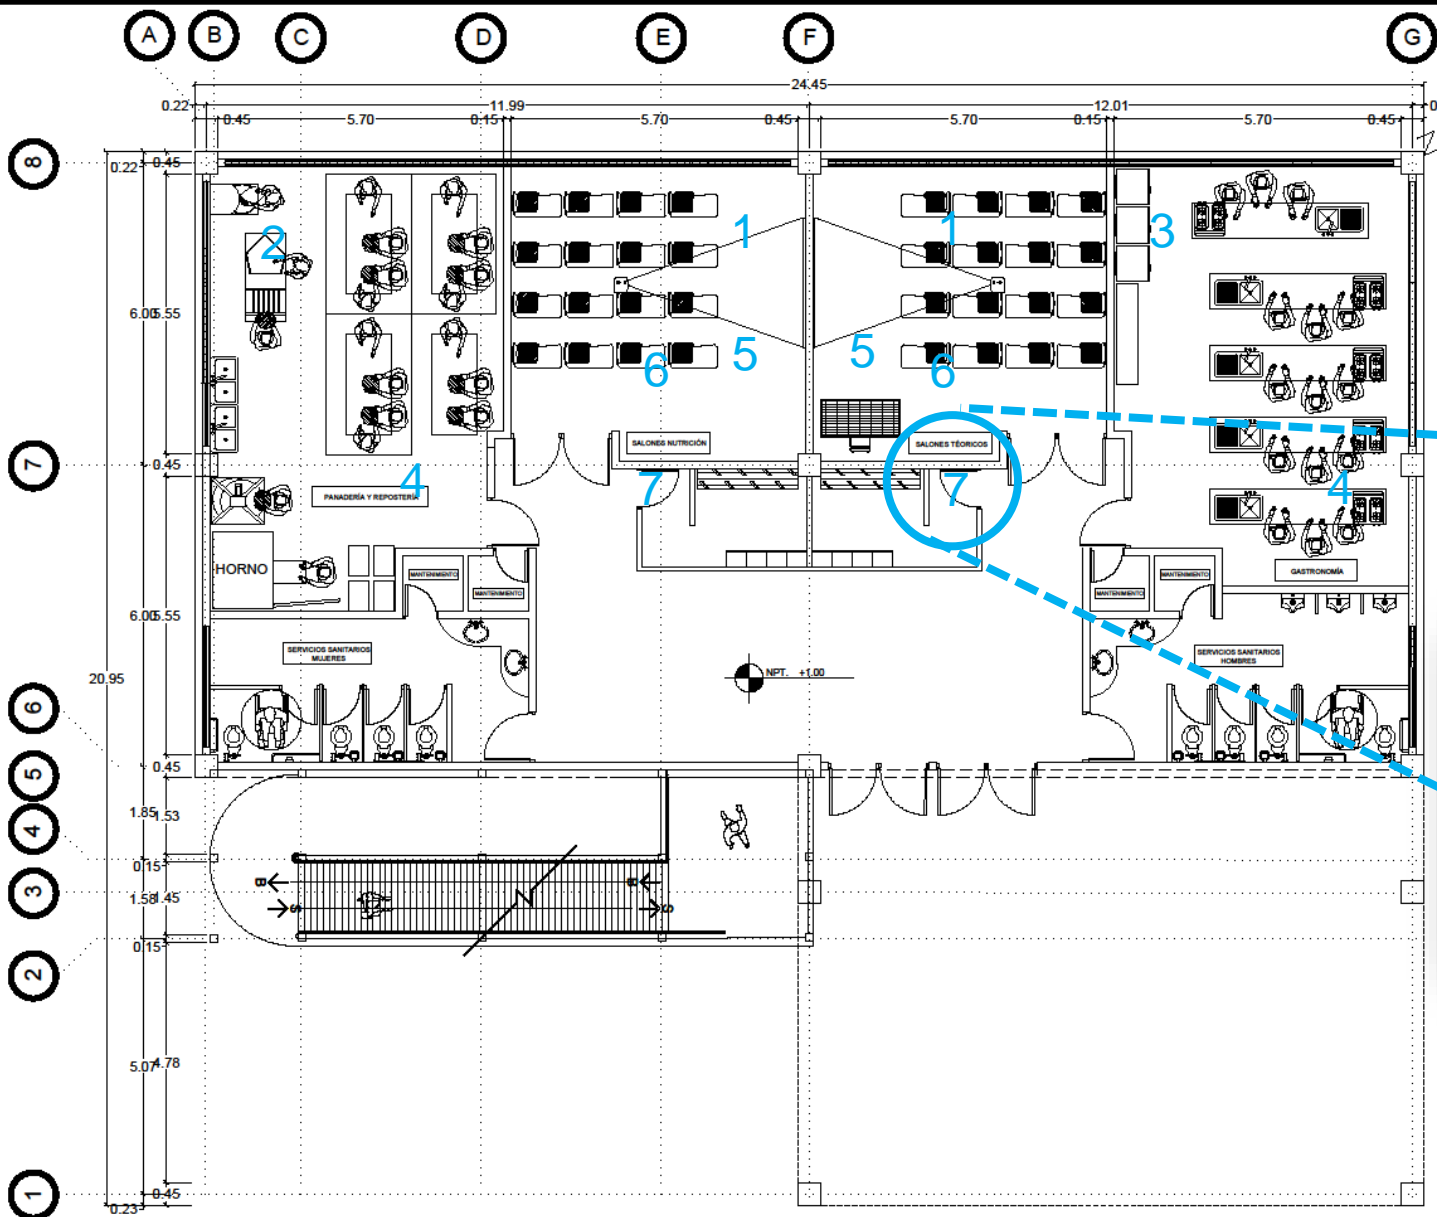 A B C D E F G
24.45
0.22 11.99 12.01
0.45 5.70 0.15 5.70 0.45 5.70 0.15 5.70 0.45
8
0.22 0.45
1 1
2 3
6.00 5.55
5 5
6 6
SALONES NUTRICIÓN SALONES TÉORICOS
7
0.45
4 7 7 4
PANADERÍA Y REPOSTERÍA
HORNO
MANTENIMIENTO MANTENIMIENTO GASTRONOMÍA
MANTENIMIENTO MANTENIMIENTO
6.00 5.55
SERVICIOS SANITARIOS
MUJERES
SERVICIOS SANITARIOS
HOMBRES
20.95
NPT. +1.00
6
5
0.45
1.85 1.53
4
0.15
B B
3
1.58 1.45
S N S
0.15
2
5.07 4.78
1
0.45
0.23